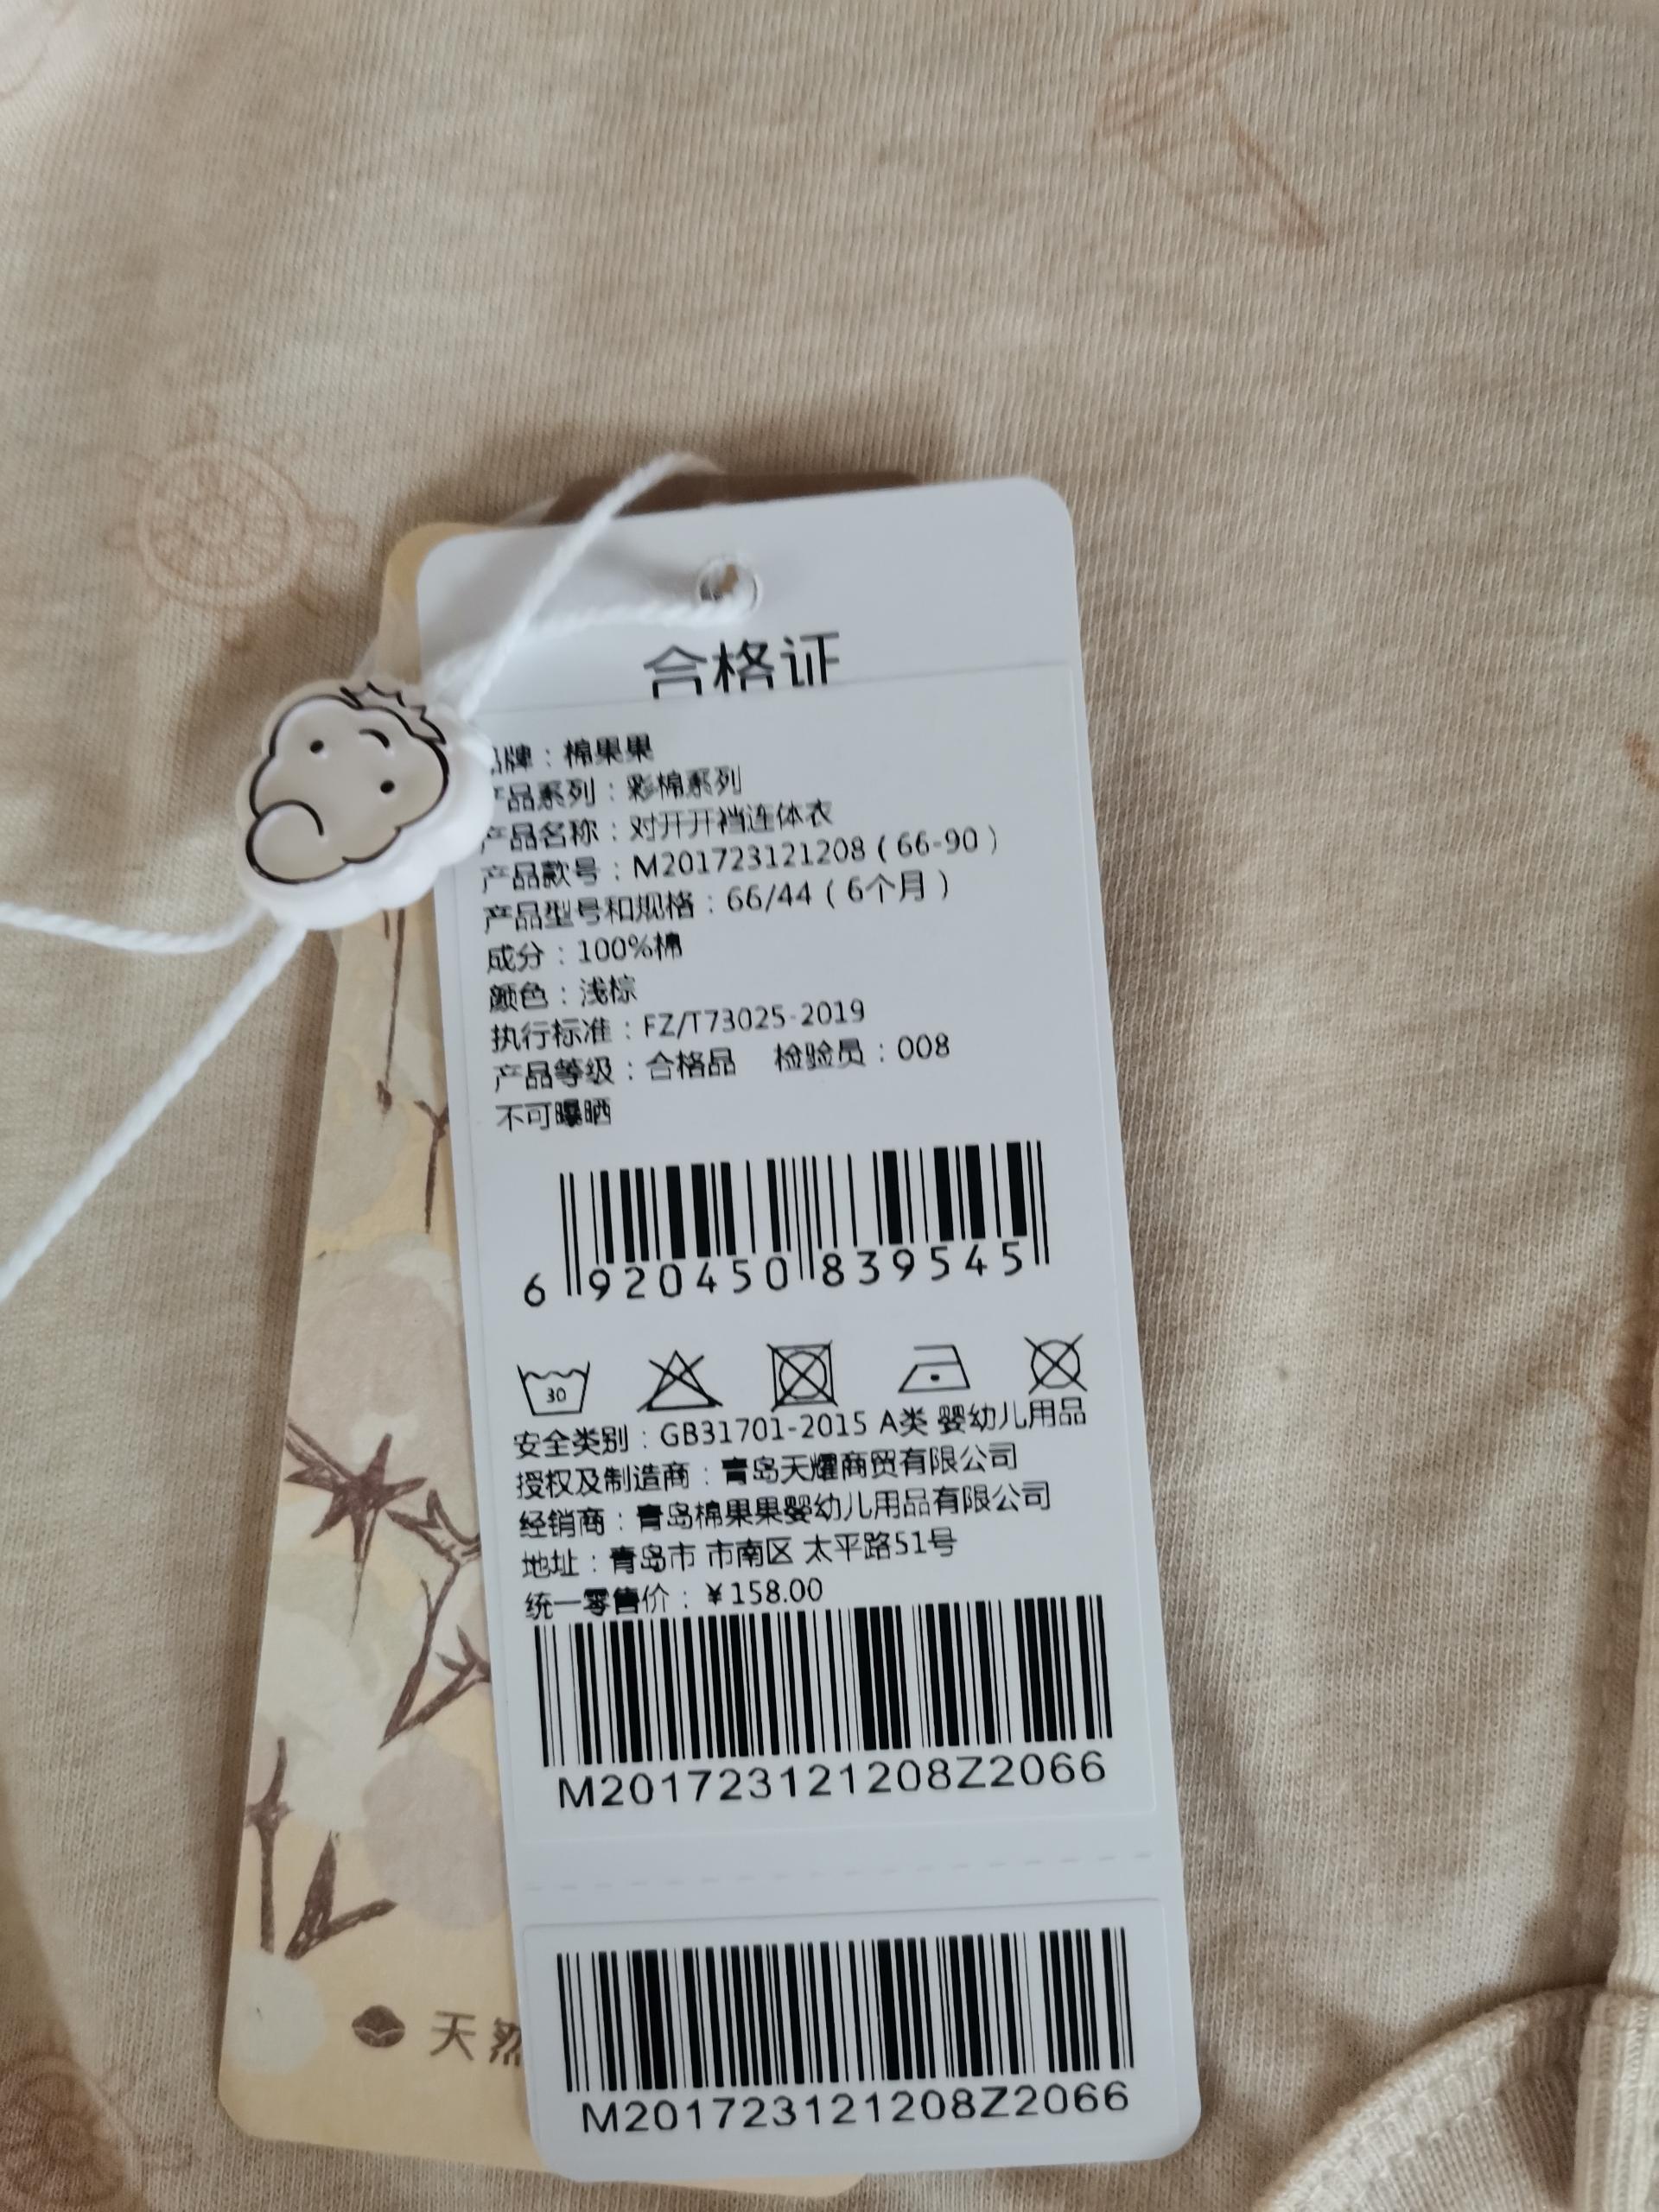 合格证
品牌：棉果果
产品系列：彩棉系列
产品名称：对开开裆连体衣
产品款号：M201723121208（66-90）
产品型号和规格：66/44（6个月）
成分：100%棉
颜色：浅棕
执行标准：FZ/T73025-2019
产品等级：合格品 检验员：008
不可曝晒
6 920450 839545
30
安全类别：GB31701-2015 A类 婴幼儿用品
授权及制造商：青岛天耀商贸有限公司
经销商：青岛棉果果婴幼儿用品有限公司
地址：青岛市 市南区 太平路51号
统一零售价：¥158.00
M201723121208Z2066
天然
M201723121208Z2066